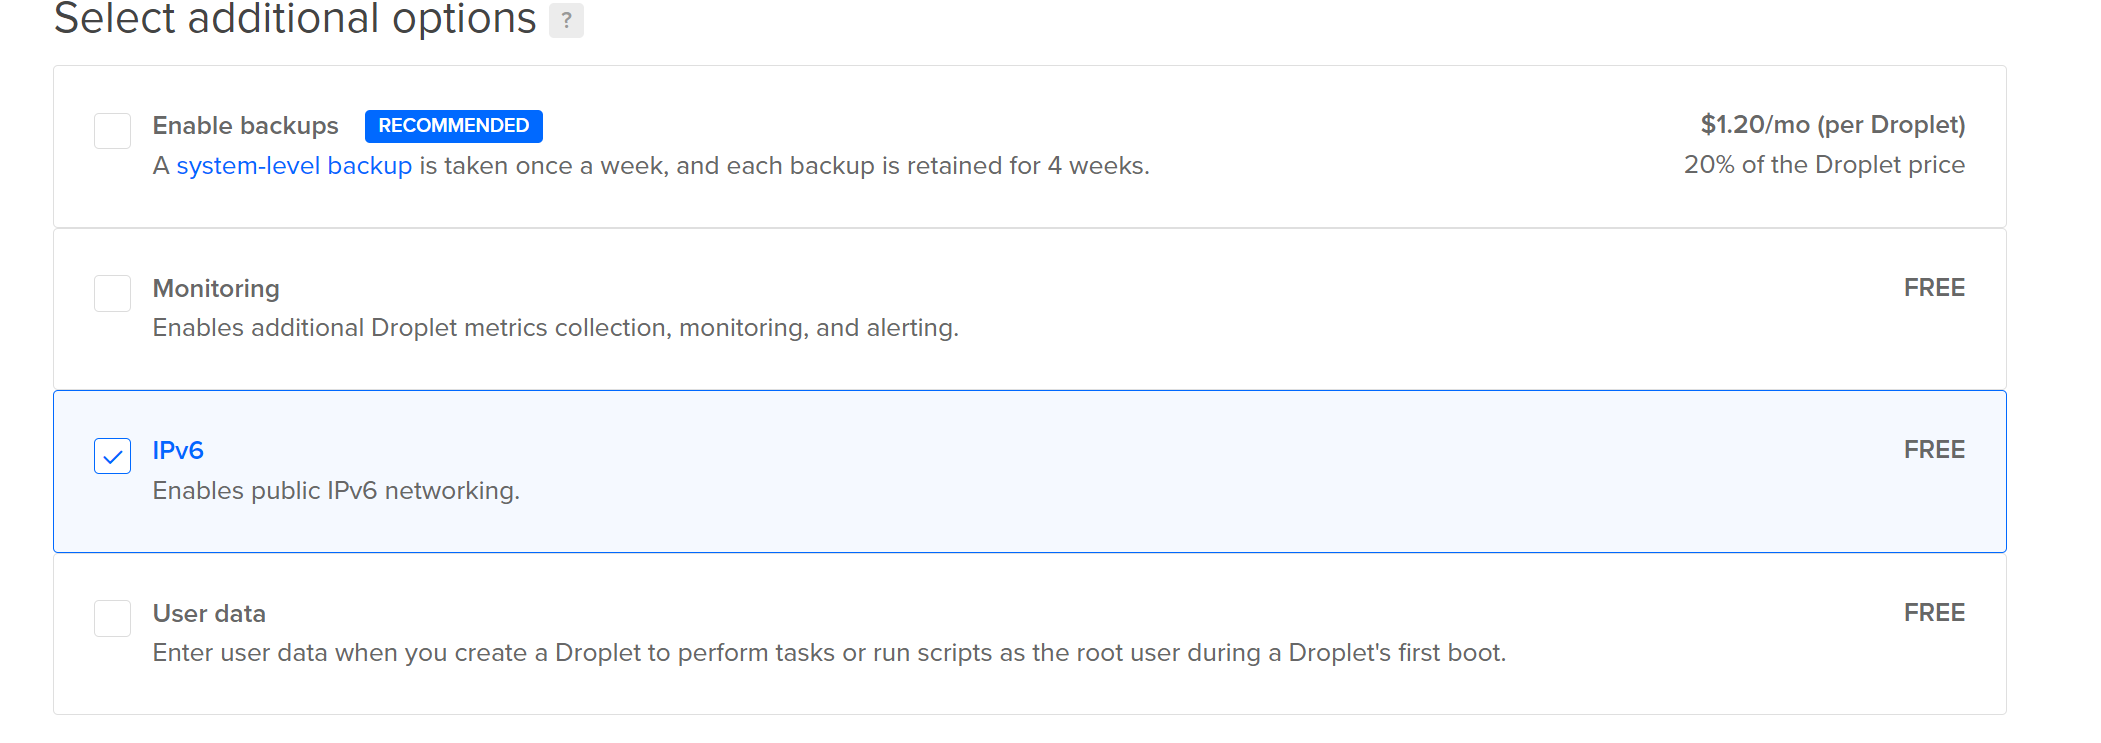 Select additional options ?
Enable backups RECOMMENDED $1.20/mo (per Droplet)
A system-level backup is taken once a week, and each backup is retained for 4 weeks. 20% of the Droplet price
Monitoring FREE
Enables additional Droplet metrics collection, monitoring, and alerting.
IPv6 FREE
Enables public IPv6 networking.
User data FREE
Enter user data when you create a Droplet to perform tasks or run scripts as the root user during a Droplet's first boot.